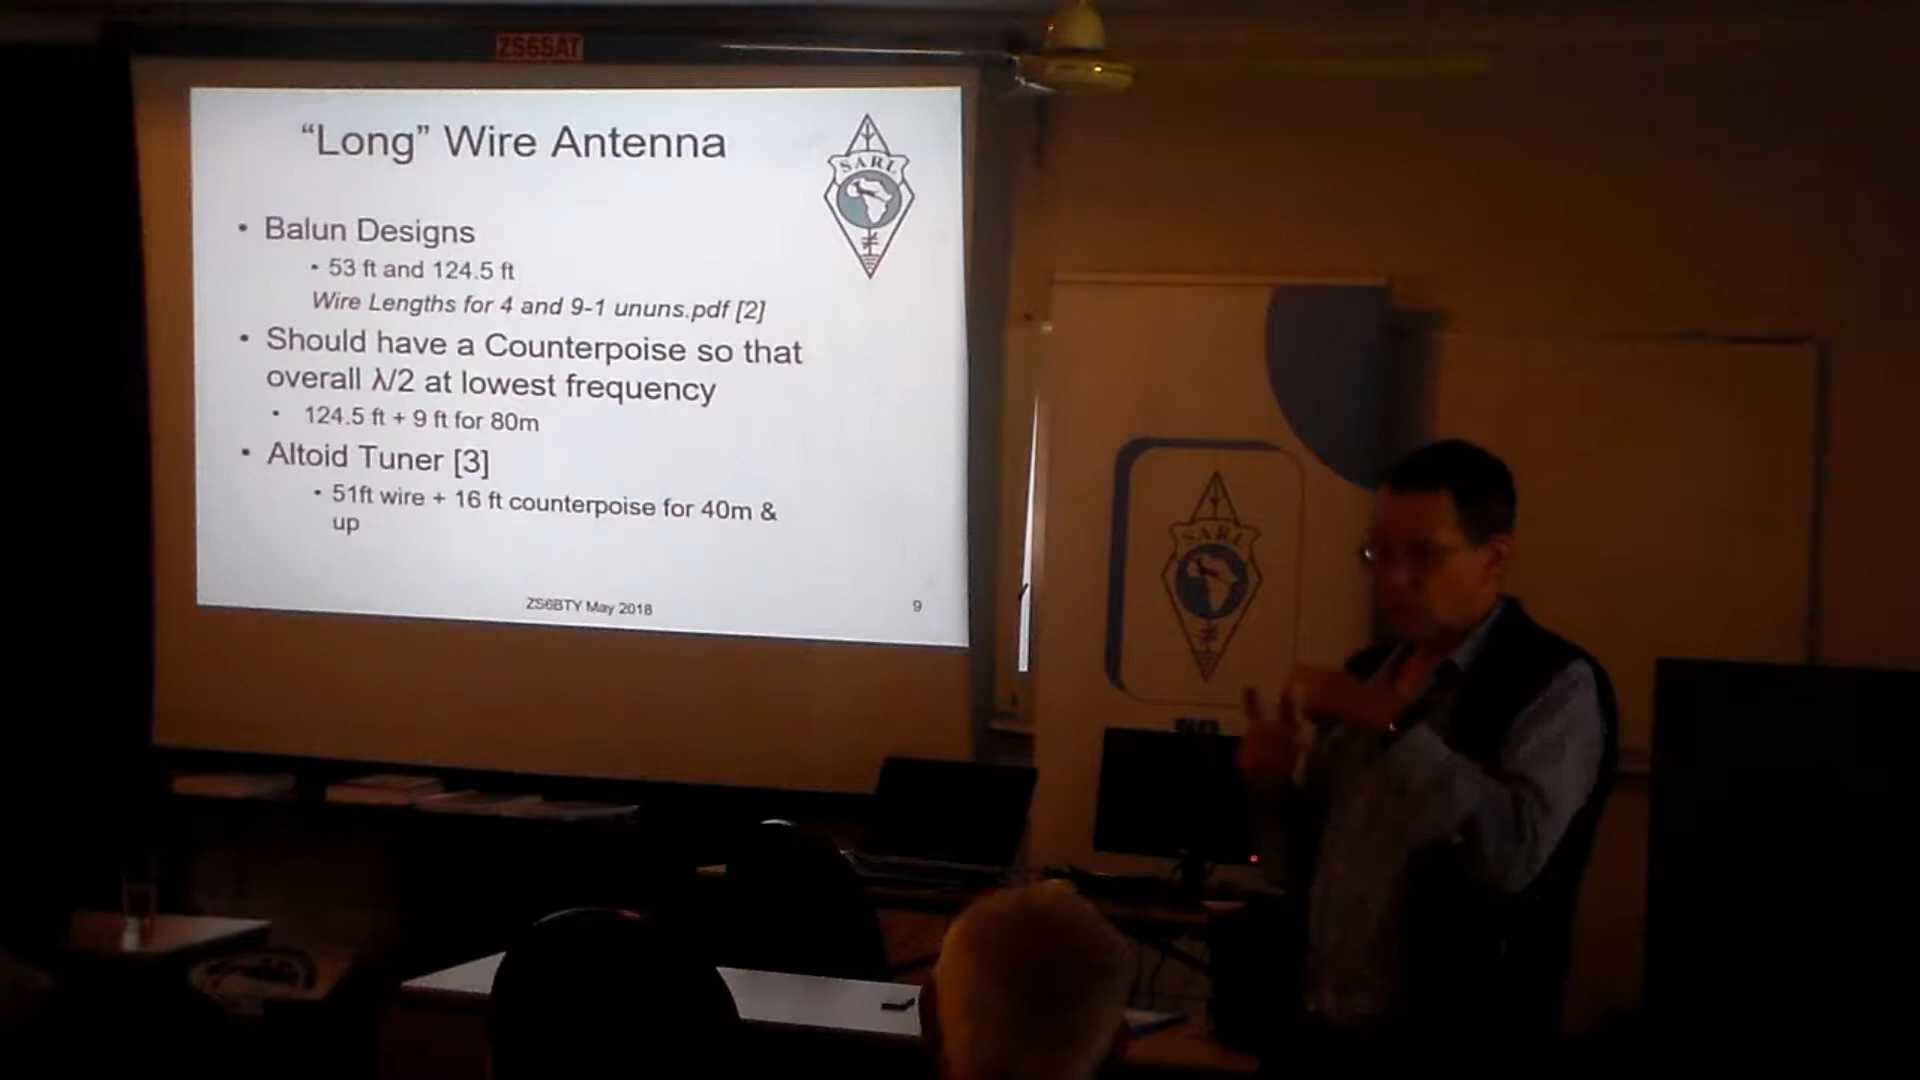 ZS6SAT
“Long” Wire Antenna
SARL
• Balun Designs
• 53 ft and 124.5 ft
Wire Lengths for 4 and 9-1 ununs.pdf [2]
• Should have a Counterpoise so that
overall λ/2 at lowest frequency
• 124.5 ft + 9 ft for 80m
• Altoid Tuner [3]
• 51ft wire + 16 ft counterpoise for 40m &
up
ZS6BTY May 2018
9
SARL